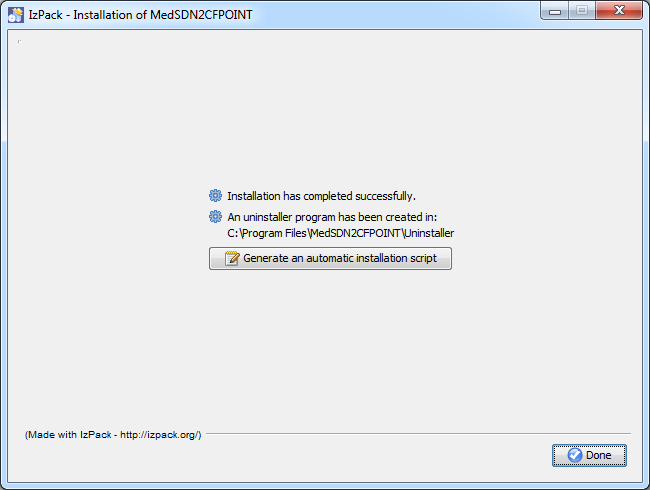 IzPack - Installation of MedSDN2CFPOINT
Installation has completed successfully.
An uninstaller program has been created in:
C:\Program Files\MedSDN2CFPOINT\Uninstaller
Generate an automatic installation script
(Made with IzPack - http://izpack.org/)
Done